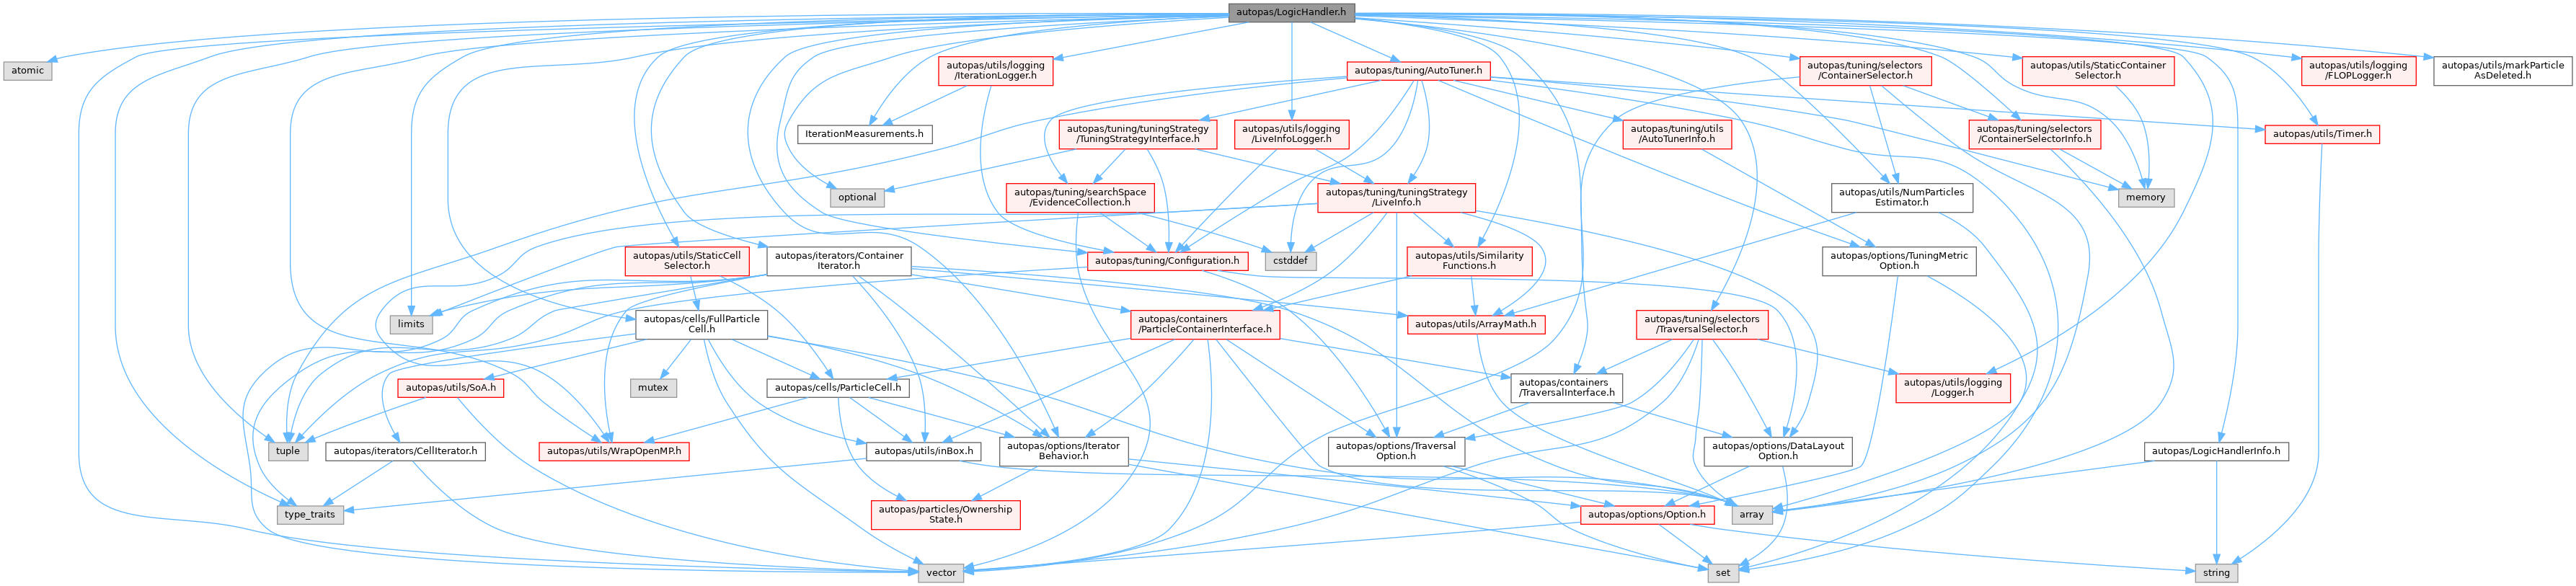 autopas/LogicHandler.h
atomic
autopas/utils/logging
/IterationLogger.h
autopas/tuning/AutoTuner.h
autopas/tuning/selectors
/ContainerSelector.h
autopas/utils/StaticContainer
Selector.h
autopas/utils/logging
/FLOPLogger.h
autopas/utils/markParticle
AsDeleted.h
IterationMeasurements.h
autopas/tuning/tuningStrategy
/TuningStrategyInterface.h
autopas/utils/logging
/LiveInfoLogger.h
autopas/tuning/utils
/AutoTunerInfo.h
autopas/tuning/selectors
/ContainerSelectorInfo.h
autopas/utils/Timer.h
optional
autopas/tuning/searchSpace
/EvidenceCollection.h
autopas/tuning/tuningStrategy
/LiveInfo.h
autopas/utils/NumParticles
Estimator.h
memory
autopas/utils/StaticCell
Selector.h
autopas/iterators/Container
Iterator.h
autopas/tuning/Configuration.h
cstddef
autopas/utils/Similarity
Functions.h
autopas/options/TuningMetric
Option.h
limits
autopas/cells/FullParticle
Cell.h
autopas/containers
/ParticleContainerInterface.h
autopas/utils/ArrayMath.h
autopas/tuning/selectors
/TraversalSelector.h
autopas/utils/SoA.h
mutex
autopas/cells/ParticleCell.h
autopas/containers
/TraversalInterface.h
autopas/utils/logging
/Logger.h
tuple
autopas/iterators/CellIterator.h
autopas/utils/WrapOpenMP.h
autopas/utils/inBox.h
autopas/options/Iterator
Behavior.h
autopas/options/Traversal
Option.h
autopas/options/DataLayout
Option.h
autopas/LogicHandlerInfo.h
type_traits
autopas/particles/Ownership
State.h
autopas/options/Option.h
array
vector
set
string